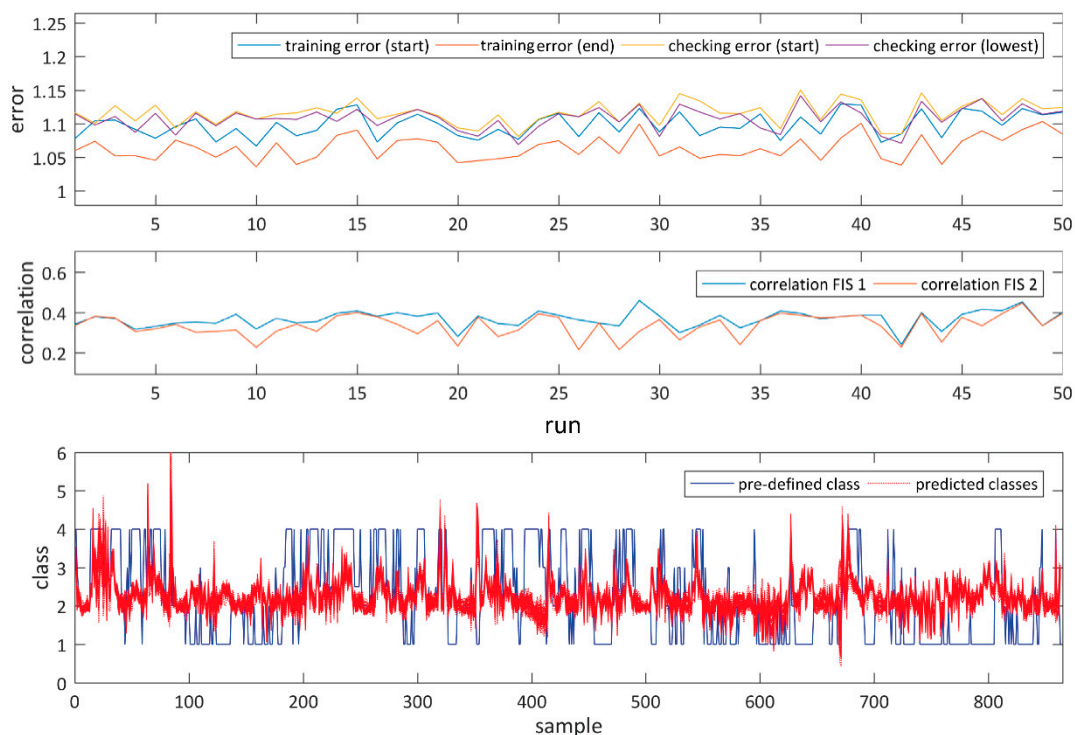 1.25
training error (start) training error (end) checking error (start) checking error (lowest)
1.2
1.15
1.1
1.05
1
error
5 10 15 20 25 30 35 40 45 50
0.6
correlation FIS 1 correlation FIS 2
0.4
0.2
correlation
5 10 15 20 25 30 35 40 45 50
run
6
pre-defined class predicted classes
5
4
3
2
1
0
class
0 100 200 300 400 500 600 700 800
sample